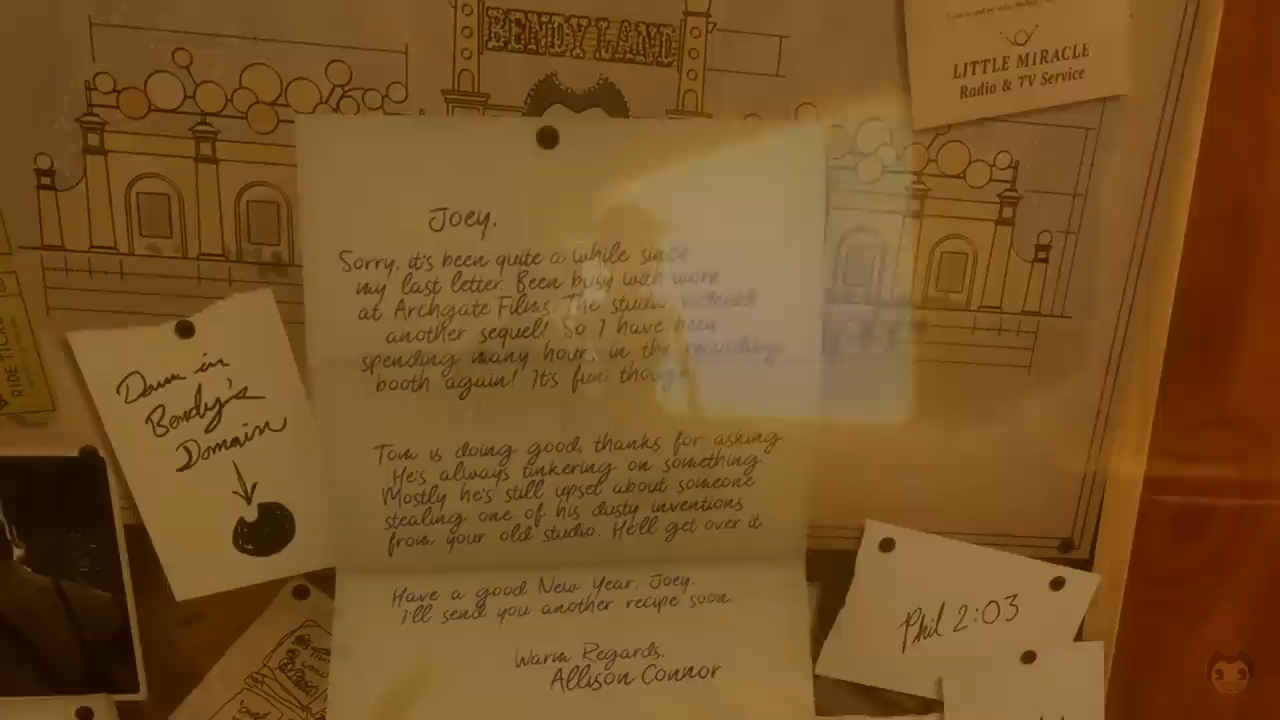 BENDY LAND
LITTLE MIRACLE
Radio & TV Service
RIDE TICKET
Joey,
Sorry, it's been quite a while since
my last letter. Been busy with work
at Archgate Films. The studio ordered
another sequel! So I have been
spending many hours in the recording
booth again! It's fun though
Down in
Bendy's
Domain
Tom is doing good, thanks for asking.
He's always tinkering on something.
Mostly he's still upset about someone
stealing one of his dusty inventions
from your old studio. He'll get over it.
Have a good New Year, Joey.
I'll send you another recipe soon.
Phil 2:03
Warm Regards,
Allison Connor